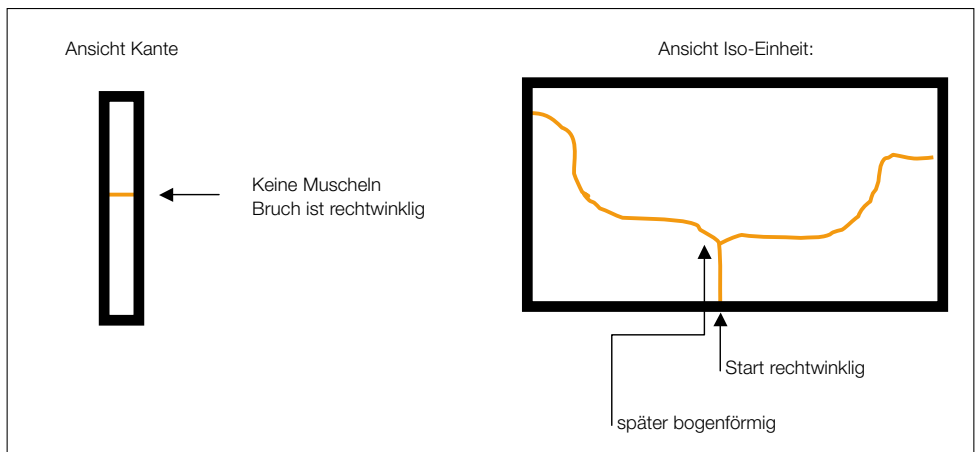 Ansicht Kante
Ansicht Iso-Einheit:
Keine Muscheln
Bruch ist rechtwinklig
Start rechtwinklig
später bogenförmig